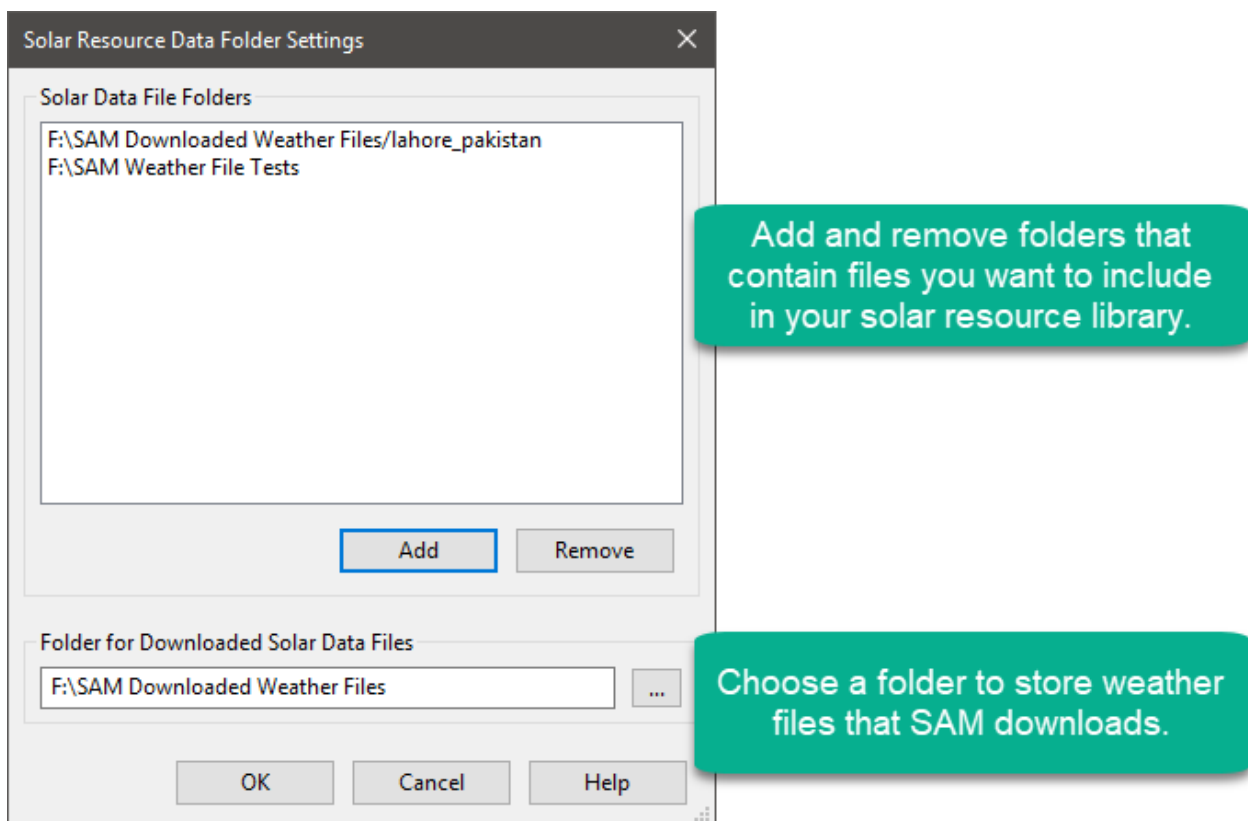 Solar Resource Data Folder Settings
Solar Data File Folders
F:\SAM Downloaded Weather Files/lahore_pakistan
F:\SAM Weather File Tests
Add and remove folders that
contain files you want to include
in your solar resource library.
Add
Remove
Folder for Downloaded Solar Data Files
F:\SAM Downloaded Weather Files
...
Choose a folder to store weather
files that SAM downloads.
OK
Cancel
Help